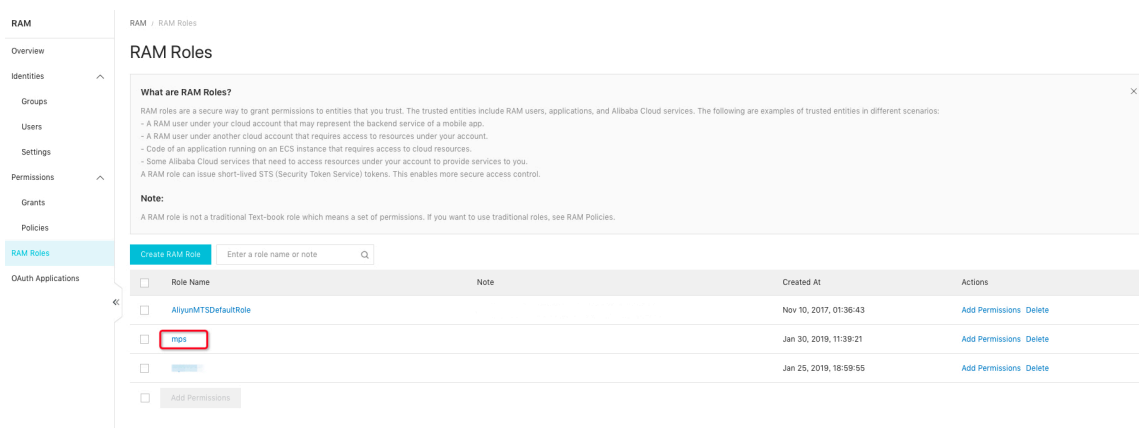 RAM
Overview
Identities
Groups
Users
Settings
Permissions
Grants
Policies
RAM Roles
OAuth Applications
RAM / RAM Roles
RAM Roles
What are RAM Roles?
RAM roles are a secure way to grant permissions to entities that you trust. The trusted entities include RAM users, applications, and Alibaba Cloud services. The following are examples of trusted entities in different scenarios:
- A RAM user under your cloud account that may represent the backend service of a mobile app.
- A RAM user under another cloud account that requires access to resources under your account.
- Code of an application running on an ECS instance that requires access to cloud resources.
- Some Alibaba Cloud services that need to access resources under your account to provide services to you.
A RAM role can issue short-lived STS (Security Token Service) tokens. This enables more secure access control.
Note:
A RAM role is not a traditional Text-book role which means a set of permissions. If you want to use traditional roles, see RAM Policies.
Create RAM Role Enter a role name or note
Role Name Note Created At Actions
AliyunMTSDefaultRole Nov 10, 2017, 01:36:43 Add Permissions Delete
mps Jan 30, 2019, 11:39:21 Add Permissions Delete
Jan 25, 2019, 18:59:55 Add Permissions Delete
Add Permissions